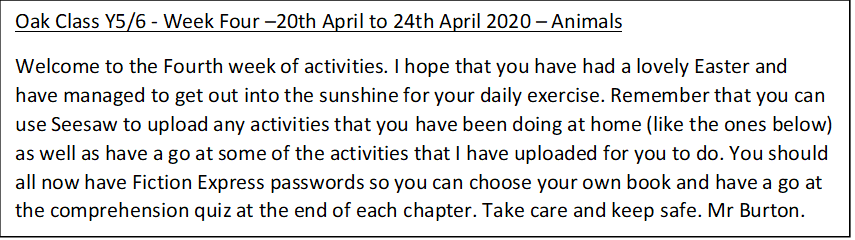 Oak Class Y5/6 - Week Four –20th April to 24th April 2020 – Animals
Welcome to the Fourth week of activities. I hope that you have had a lovely Easter and
have managed to get out into the sunshine for your daily exercise. Remember that you can
use Seesaw to upload any activities that you have been doing at home (like the ones below)
as well as have a go at some of the activities that I have uploaded for you to do. You should
all now have Fiction Express passwords so you can choose your own book and have a go at
the comprehension quiz at the end of each chapter. Take care and keep safe. Mr Burton.